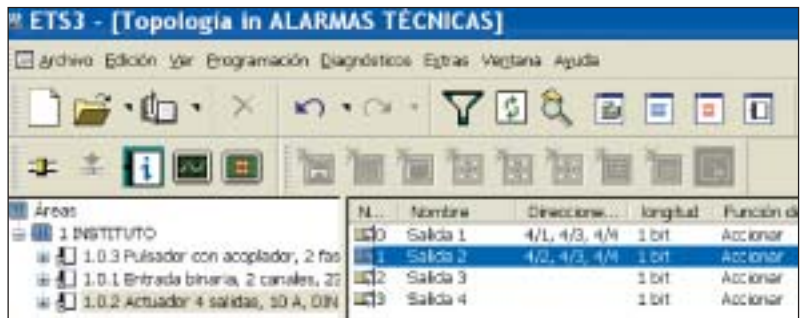 ETS3 - [Topología in ALARMAS TÉCNICAS]
Archivo Edición Ver Programación Diagnósticos Extras Ventana Ayuda
Áreas
1 INSTITUTO
1.0.3 Pulsador con acoplador, 2 fas
1.0.1 Entrada binaria, 2 canales, 23
1.0.2 Actuador 4 salidas, 10 A, DIN
N... Nombre Direccione... longitud Función de
0 Salida 1 4/1, 4/3, 4/4 1 bit Accionar
1 Salida 2 4/2, 4/3, 4/4 1 bit Accionar
2 Salida 3 1 bit Accionar
3 Salida 4 1 bit Accionar